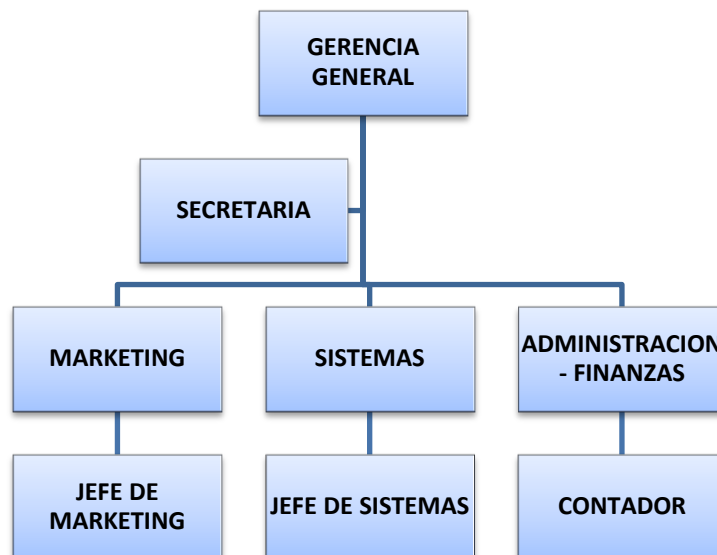 GERENCIA
GENERAL
SECRETARIA
MARKETING
SISTEMAS
ADMINISTRACION
- FINANZAS
JEFE DE
MARKETING
JEFE DE SISTEMAS
CONTADOR